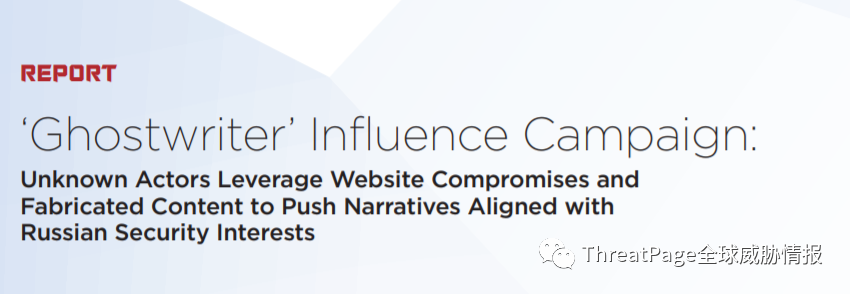 REPORT
‘Ghostwriter’ Influence Campaign:
Unknown Actors Leverage Website Compromises and
Fabricated Content to Push Narratives Aligned with
Russian Security Interests
ThreatPage全球威胁情报